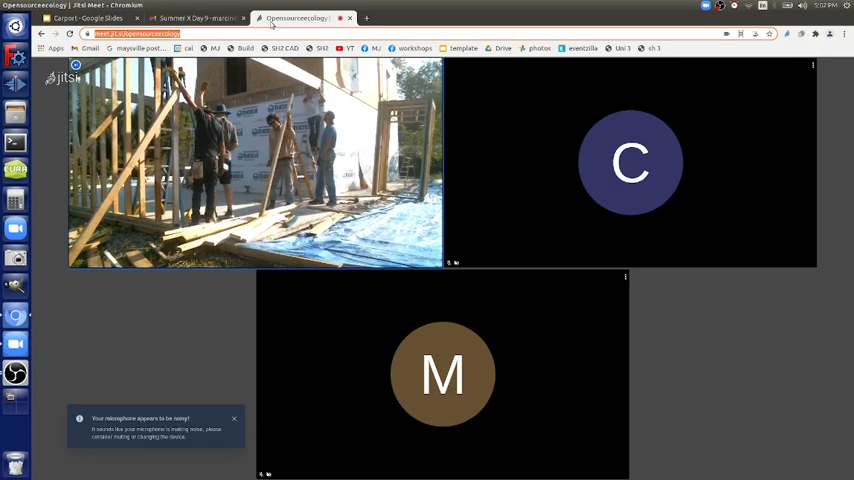 Opensourceecology | Jitsi Meet - Chromium
En
5:02 PM
Carport - Google Slides
Summer X Day 9 - marcin
Opensourceecology |
meet.jit.si/opensourceecology
Apps
Gmail
maysville pow...
cal
MJ
Build
SH2 CAD
SH2
YT
MJ
workshops
template
Drive
photos
eventzilla
Uni 3
sh 3
jitsi
CURA
C
M
Your microphone appears to be noisy!
It sounds like your microphone is making noise, please
consider muting or changing the device.